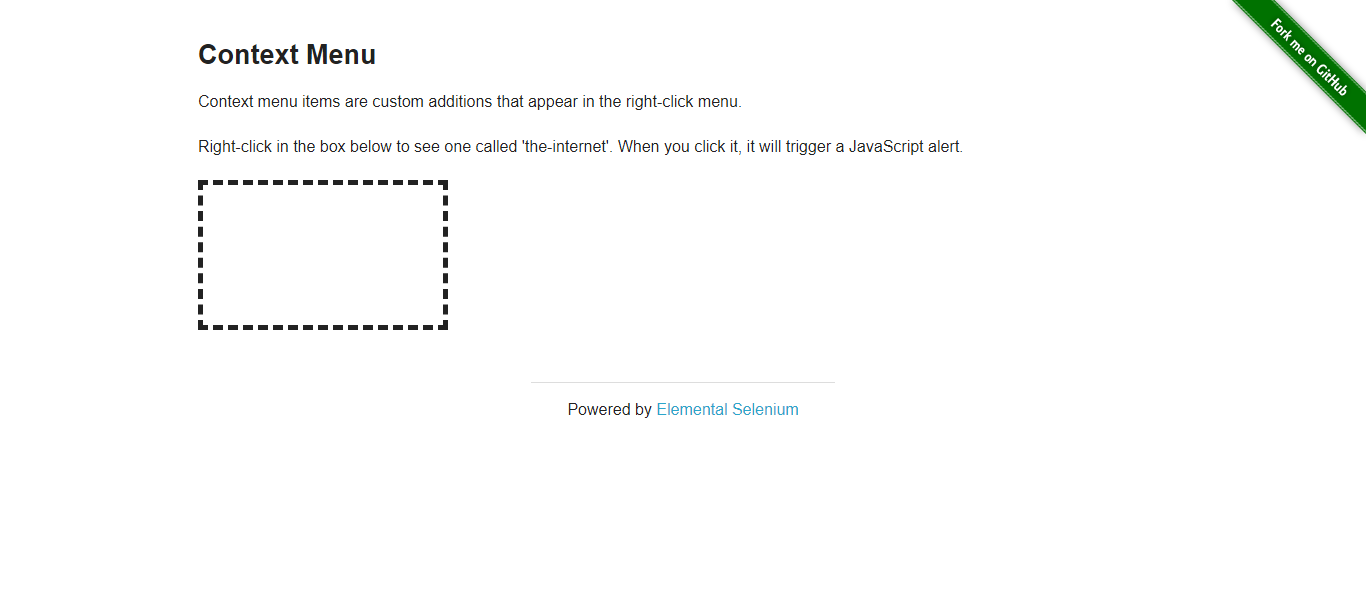 Fork me on GitHub
Context Menu
Context menu items are custom additions that appear in the right-click menu.
Right-click in the box below to see one called 'the-internet'. When you click it, it will trigger a JavaScript alert.
Powered by Elemental Selenium